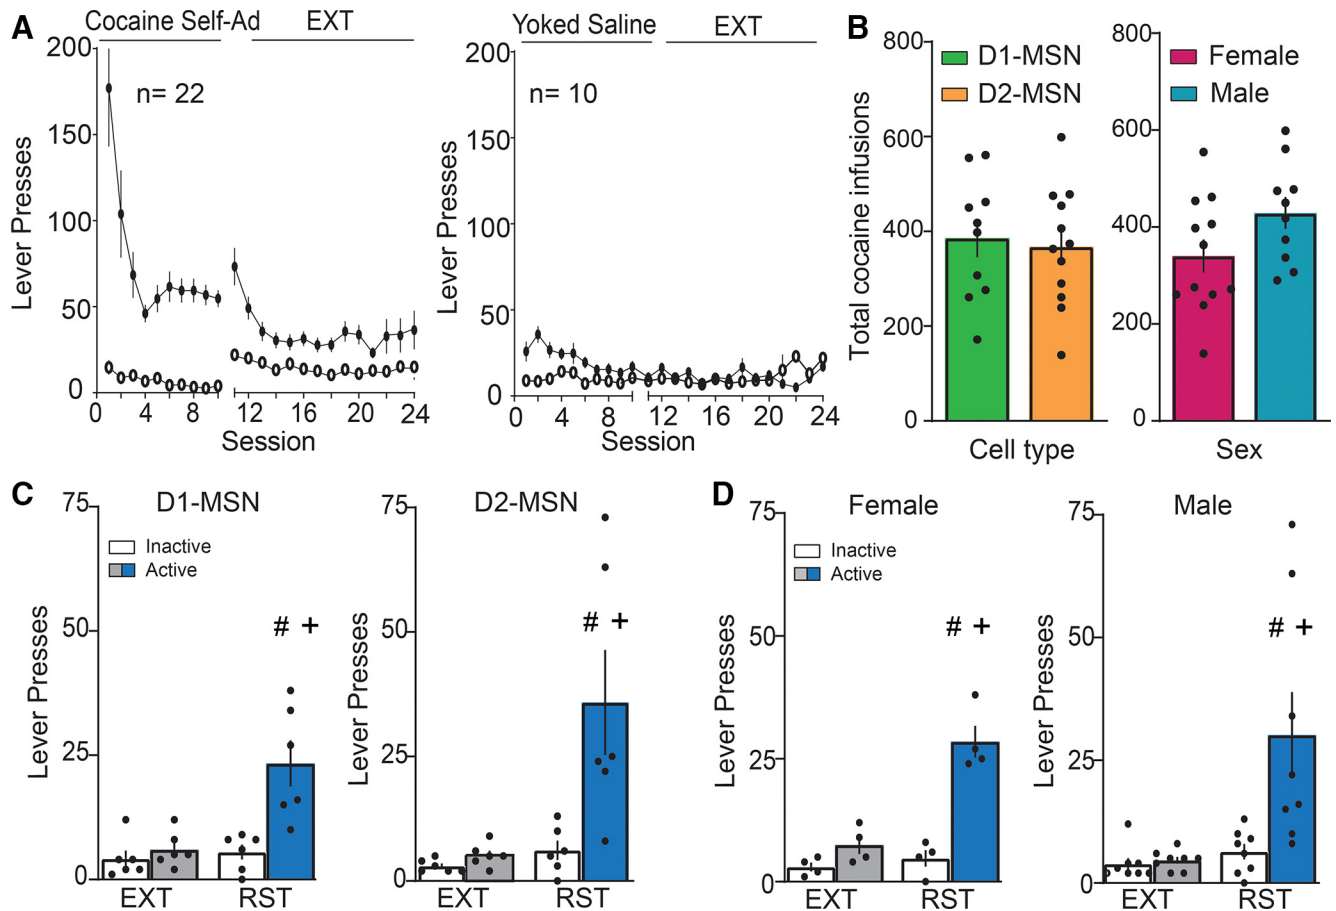 A
Cocaine Self-Ad EXT
200
150
100
50
0
Lever Presses
n= 22
0 4 8 12 16 20 24
Session
Yoked Saline EXT
200
150
100
50
0
Lever Presses
n= 10
0 4 8 12 16 20 24
Session
B
800
600
400
200
0
Total cocaine infusions
D1-MSN
D2-MSN
Cell type
800
600
400
200
0
Female
Male
Sex
C
D1-MSN
75
50
25
0
Lever Presses
Inactive
Active
# +
EXT RST
D2-MSN
75
50
25
0
Lever Presses
# +
EXT RST
D
Female
75
50
25
0
Lever Presses
Inactive
Active
# +
EXT RST
Male
75
50
25
0
Lever Presses
# +
EXT RST